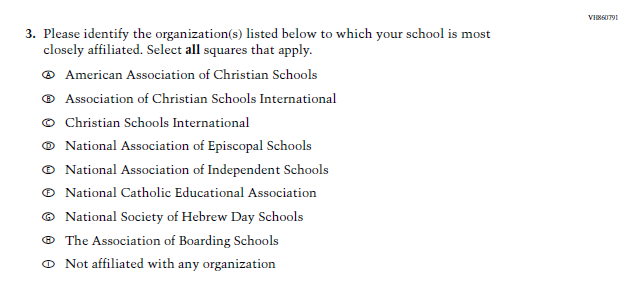 VH860791
3. Please identify the organization(s) listed below to which your school is most
closely affiliated. Select all squares that apply.
A American Association of Christian Schools
B Association of Christian Schools International
C Christian Schools International
D National Association of Episcopal Schools
E National Association of Independent Schools
F National Catholic Educational Association
G National Society of Hebrew Day Schools
H The Association of Boarding Schools
I Not affiliated with any organization